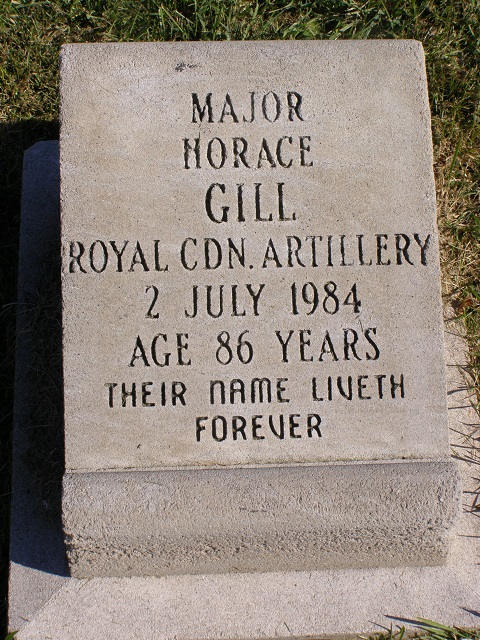 MAJOR
HORACE
GILL
ROYAL CDN. ARTILLERY
2 JULY 1984
AGE 86 YEARS
THEIR NAME LIVETH
FOREVER